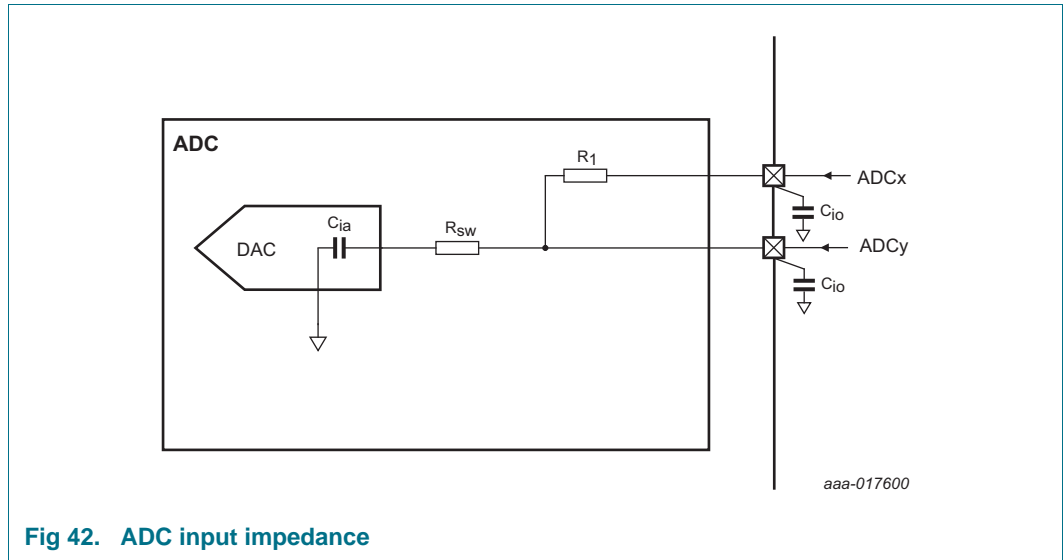 ADC
R1
ADCx
Cio
Cia
Rsw
DAC
ADCy
Cio
aaa-017600
Fig 42. ADC input impedance